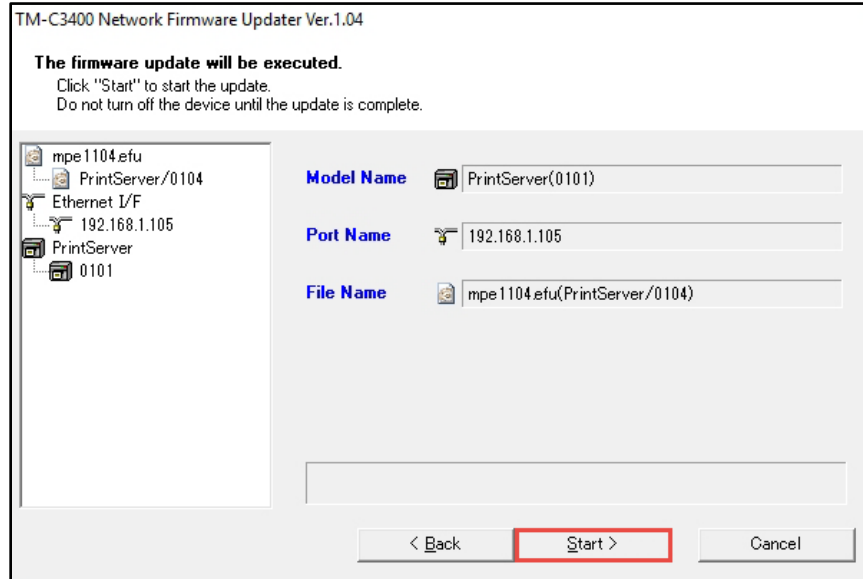 TM-C3400 Network Firmware Updater Ver.1.04
The firmware update will be executed.
Click "Start" to start the update.
Do not turn off the device until the update is complete.
mpe1104.efu
PrintServer/0104
Ethernet I/F
192.168.1.105
PrintServer
0101
Model Name PrintServer(0101)
Port Name 192.168.1.105
File Name mpe1104.efu(PrintServer/0104)
< Back Start > Cancel